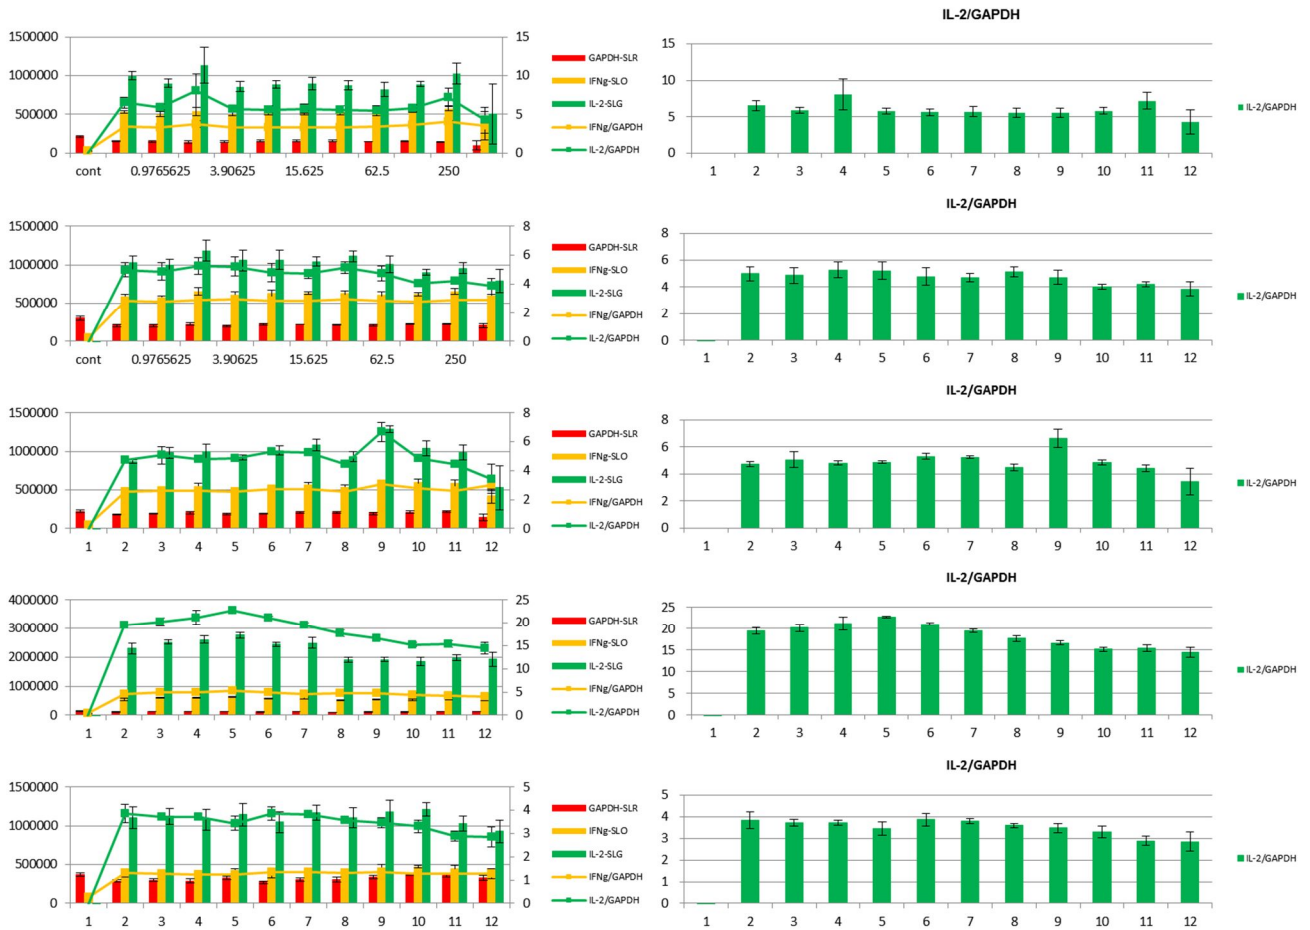 IL-2/GAPDH
1500000
1000000
500000
0
15
10
5
0
cont 0.9765625 3.90625 15.625 62.5 250
GAPDH-SLR
IFNg-SLO
IL-2-SLG
IFNg/GAPDH
IL-2/GAPDH
15
10
5
0
1 2 3 4 5 6 7 8 9 10 11 12
IL-2/GAPDH
IL-2/GAPDH
1500000
1000000
500000
0
8
6
4
2
0
cont 0.9765625 3.90625 15.625 62.5 250
GAPDH-SLR
IFNg-SLO
IL-2-SLG
IFNg/GAPDH
IL-2/GAPDH
8
6
4
2
0
1 2 3 4 5 6 7 8 9 10 11 12
IL-2/GAPDH
IL-2/GAPDH
1500000
1000000
500000
0
8
6
4
2
0
1 2 3 4 5 6 7 8 9 10 11 12
GAPDH-SLR
IFNg-SLO
IL-2-SLG
IFNg/GAPDH
IL-2/GAPDH
8
6
4
2
0
1 2 3 4 5 6 7 8 9 10 11 12
IL-2/GAPDH
IL-2/GAPDH
4000000
3000000
2000000
1000000
0
25
20
15
10
5
0
1 2 3 4 5 6 7 8 9 10 11 12
GAPDH-SLR
IFNg-SLO
IL-2-SLG
IFNg/GAPDH
IL-2/GAPDH
25
20
15
10
5
0
1 2 3 4 5 6 7 8 9 10 11 12
IL-2/GAPDH
IL-2/GAPDH
1500000
1000000
500000
0
5
4
3
2
1
0
1 2 3 4 5 6 7 8 9 10 11 12
GAPDH-SLR
IFNg-SLO
IL-2-SLG
IFNg/GAPDH
IL-2/GAPDH
5
4
3
2
1
0
1 2 3 4 5 6 7 8 9 10 11 12
IL-2/GAPDH